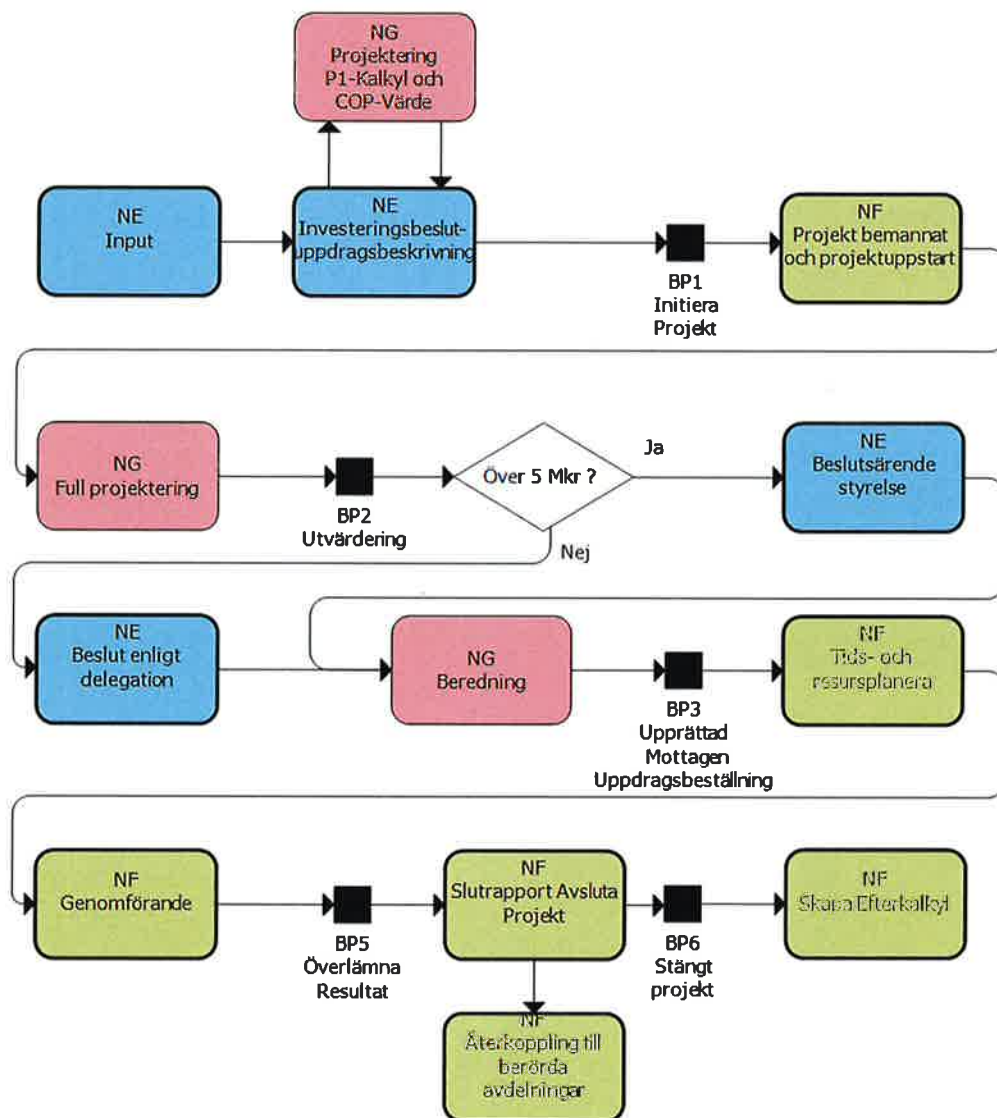 NG
Projektering
P1-Kalkyl och
COP-Värde
NE
Input
NE
Investeringsbeslut-
uppdragsbeskrivning
BP1
Initiera
Projekt
NF
Projekt bemannat
och projektuppstart
NG
Full projektering
BP2
Utvärdering
Över 5 Mkr ?
Ja
Nej
NE
Beslutsärende
styrelse
NE
Beslut enligt
delegation
NG
Beredning
BP3
Upprättad
Mottagen
Uppdragsbeställning
NF
Tids- och
resursplanera
NF
Genomförande
BP5
Överlämna
Resultat
NF
Slutrapport Avsluta
Projekt
BP6
Stängt
projekt
NF
Skapa Efterkalkyl
NF
Återkoppling till
berörda
avdelningar